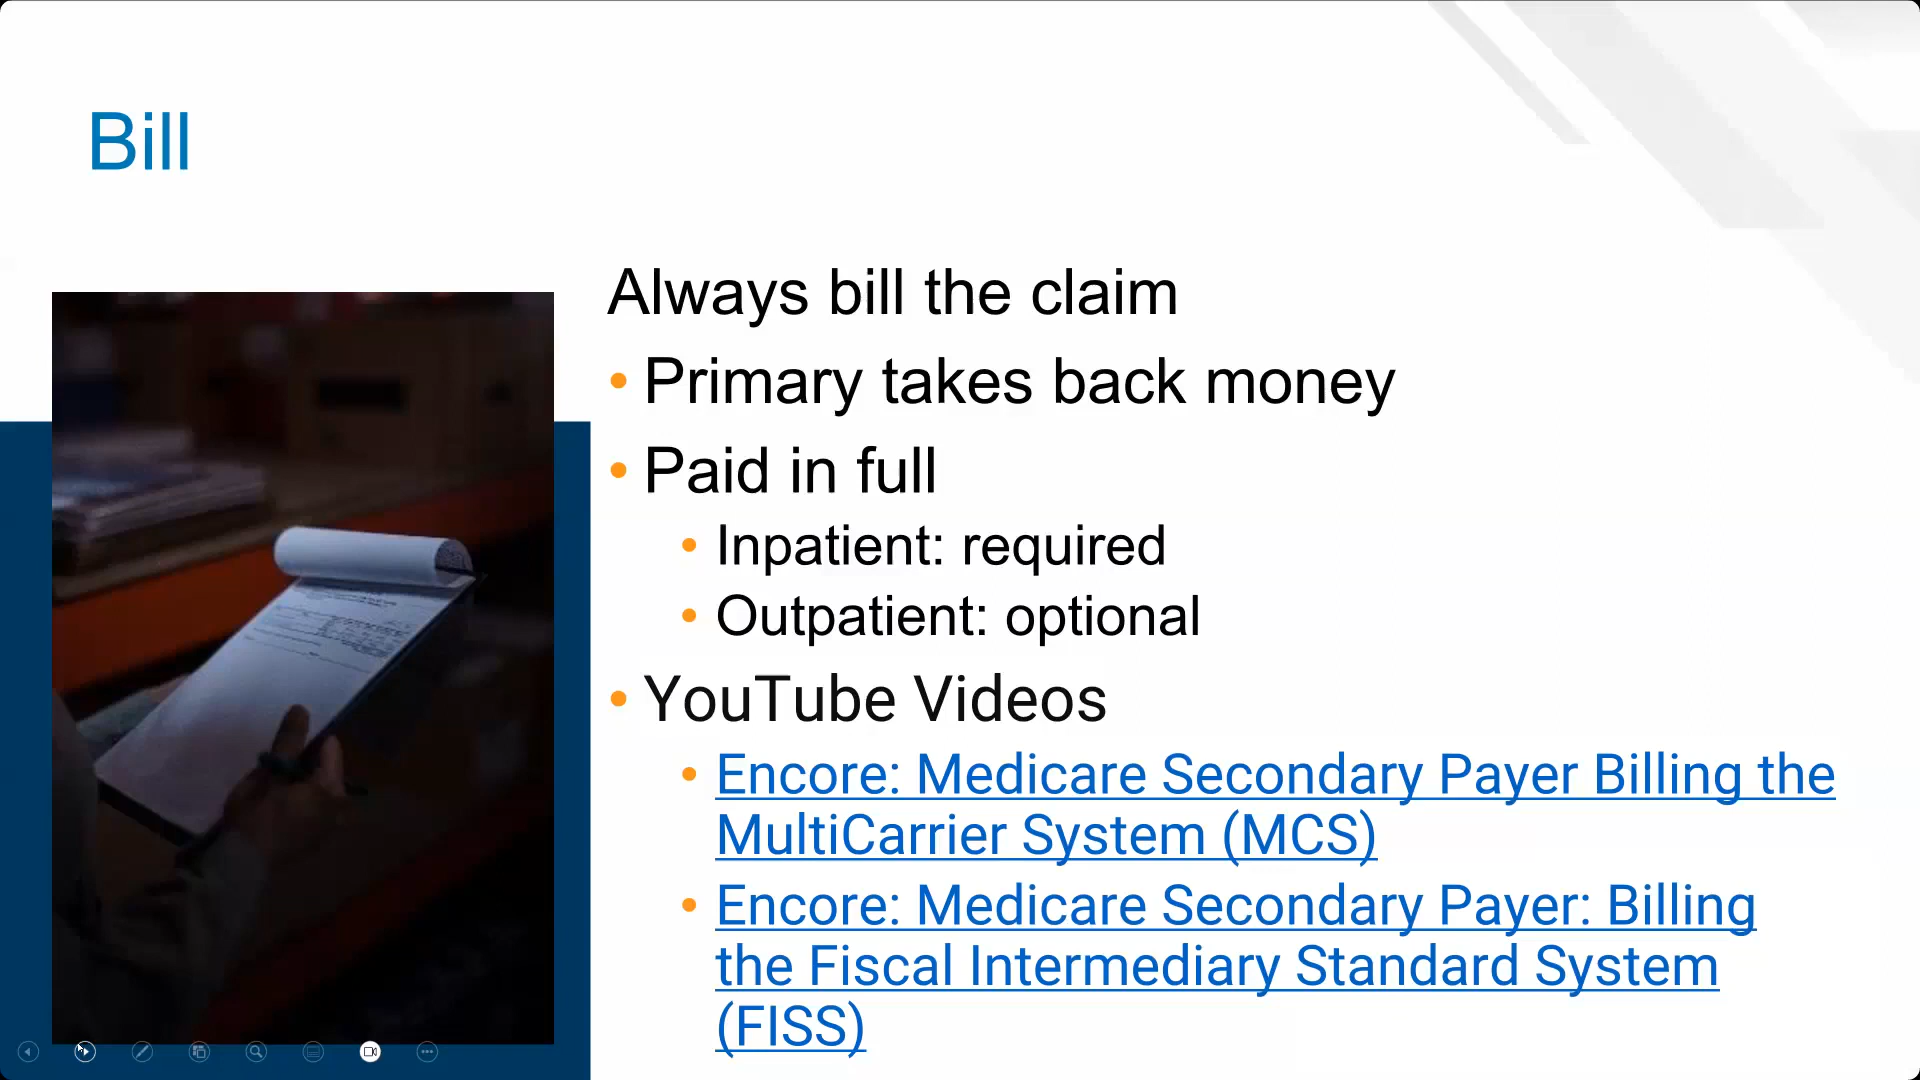 Bill
Always bill the claim
• Primary takes back money
• Paid in full
• Inpatient: required
• Outpatient: optional
• YouTube Videos
• Encore: Medicare Secondary Payer Billing the
MultiCarrier System (MCS)
• Encore: Medicare Secondary Payer: Billing
the Fiscal Intermediary Standard System
(FISS)